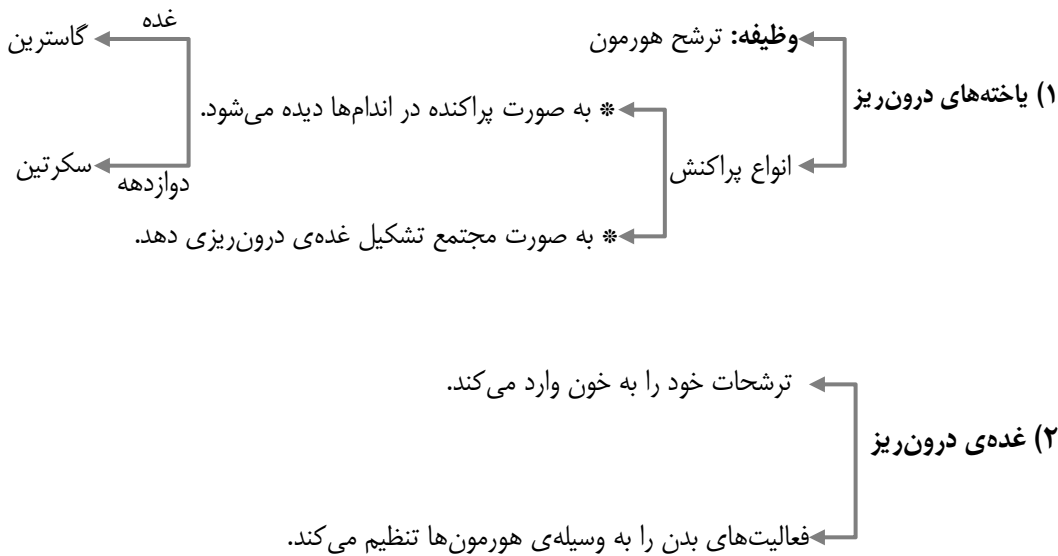 ۱) یاخته‌های درون‌ریز
وظیفه: ترشح هورمون
انواع پراکنش
* به صورت پراکنده در اندام‌ها دیده می‌شود.
غده
گاسترین
دوازدهه
سکرتین
* به صورت مجتمع تشکیل غده‌ی درون‌ریزی دهد.
۲) غده‌ی درون‌ریز
ترشحات خود را به خون وارد می‌کند.
فعالیت‌های بدن را به وسیله‌ی هورمون‌ها تنظیم می‌کند.